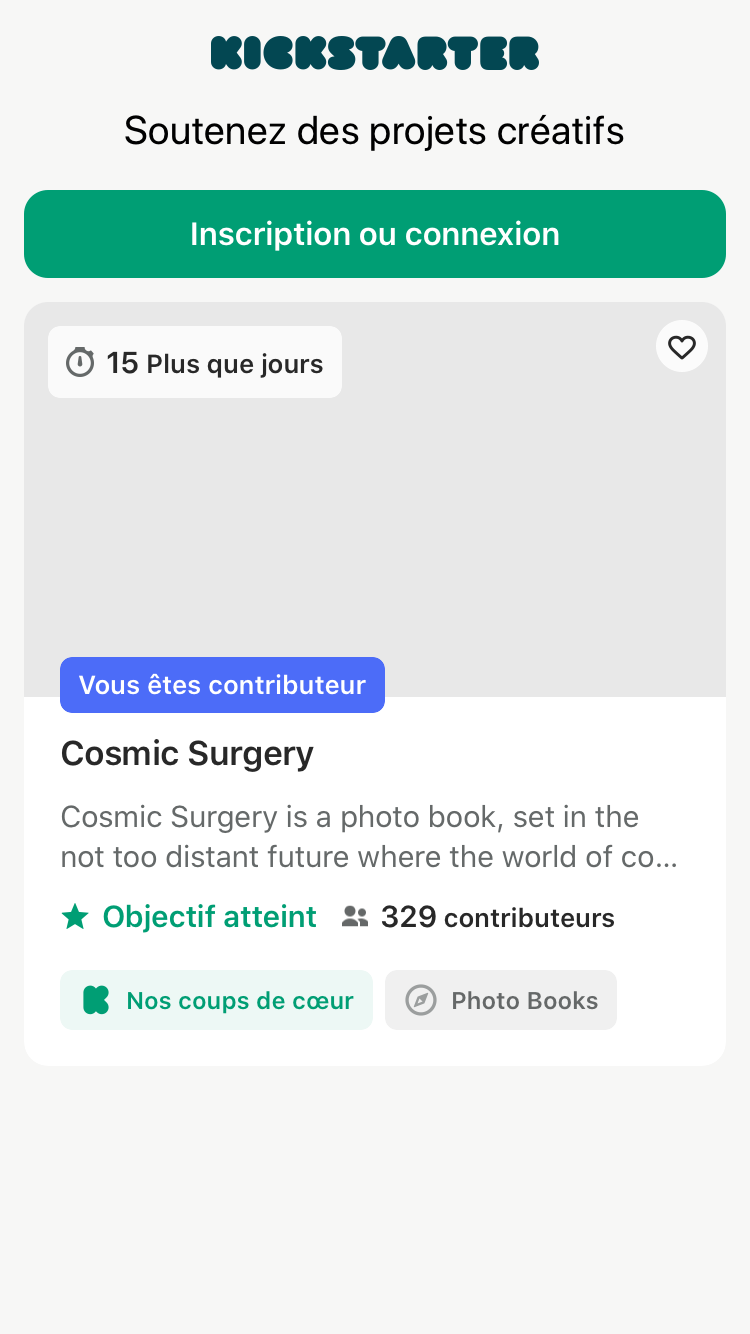 KICKSTARTER
Soutenez des projets créatifs
Inscription ou connexion
15 Plus que jours
Vous êtes contributeur
Cosmic Surgery
Cosmic Surgery is a photo book, set in the
not too distant future where the world of co...
Objectif atteint 329 contributeurs
Nos coups de cœur Photo Books